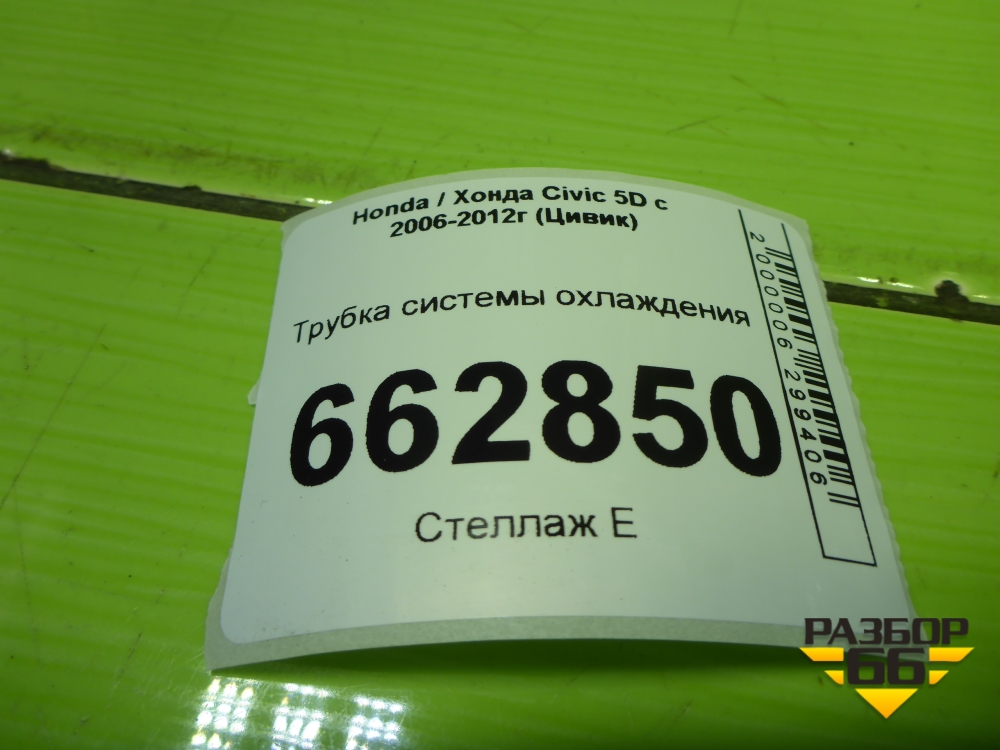 Honda / Хонда Civic 5D с
2006-2012г (Цивик)
Трубка системы охлаждения
662850
Стеллаж Е
2000006299406
РАЗБОР
66